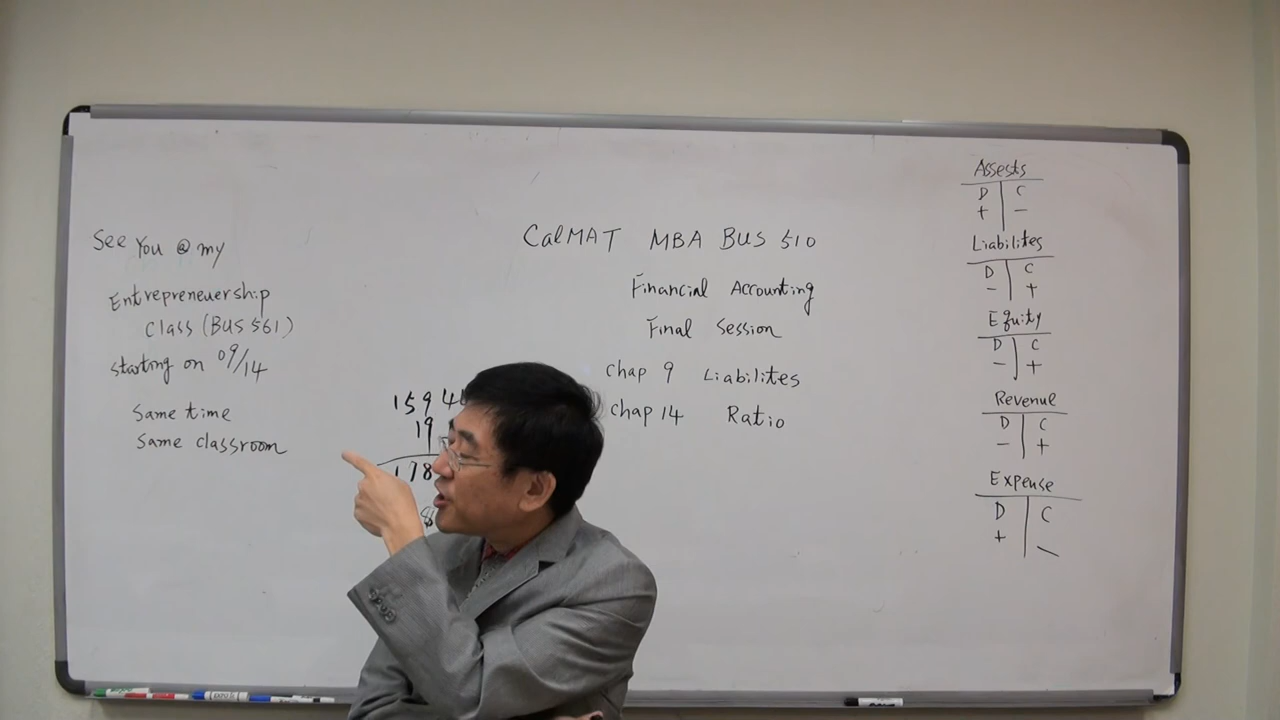 See You @ my
Entrepreneuership
Class (BUS 561)
starting on 09/14
Same time
Same classroom
CalMAT MBA BUS 510
Financial Accounting
Final Session
Chap 9 Liabilites
Chap 14 Ratio
Assests
D C
+ −
Liabilites
D C
− +
Equity
D C
− +
Revenue
D C
− +
Expense
D C
+ −